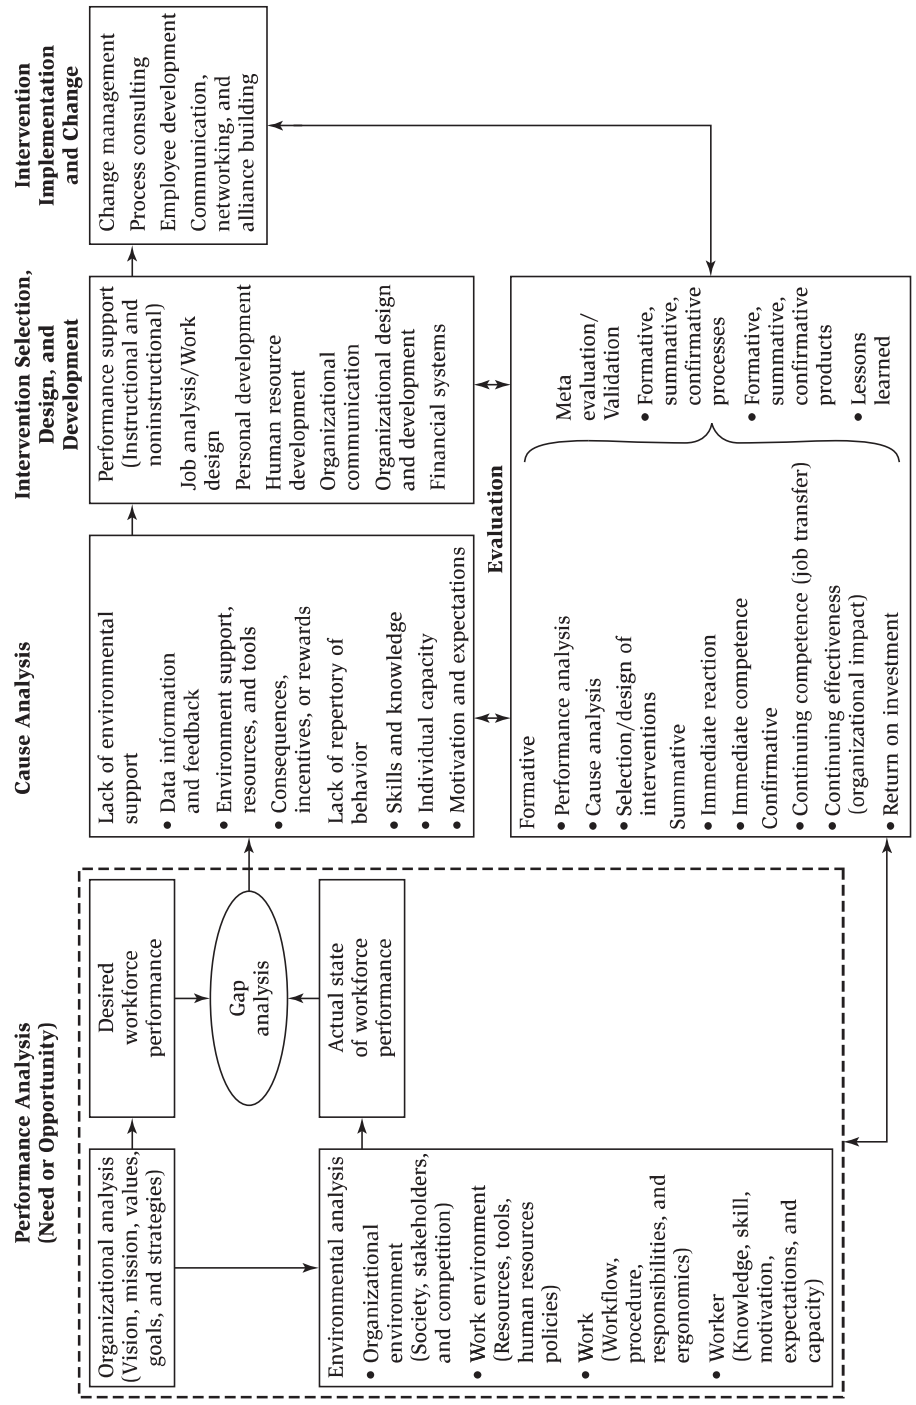 Performance Analysis
(Need or Opportunity)
Organizational analysis
(Vision, mission, values,
goals, and strategies)
Desired
workforce
performance
Gap
analysis
Actual state
of workforce
performance
Environmental analysis
• Organizational
environment
(Society, stakeholders,
and competition)
• Work environment
(Resources, tools,
human resources
policies)
• Work
(Workflow,
procedure,
responsibilities, and
ergonomics)
• Worker
(Knowledge, skill,
motivation,
expectations, and
capacity)
Cause Analysis
Lack of environmental
support
• Data information
and feedback
• Environment support,
resources, and tools
• Consequences,
incentives, or rewards
Lack of repertory of
behavior
• Skills and knowledge
• Individual capacity
• Motivation and expectations
Intervention Selection,
Design, and
Development
Performance support
(Instructional and
noninstructional)
Job analysis/Work
design
Personal development
Human resource
development
Organizational
communication
Organizational design
and development
Financial systems
Intervention
Implementation
and Change
Change management
Process consulting
Employee development
Communication,
networking, and
alliance building
Evaluation
Formative
• Performance analysis
• Cause analysis
• Selection/design of
interventions
Summative
• Immediate reaction
• Immediate competence
Confirmative
• Continuing competence (job transfer)
• Continuing effectiveness
(organizational impact)
• Return on investment
Meta
evaluation/
Validation
• Formative,
summative,
confirmative
processes
• Formative,
summative,
confirmative
products
• Lessons
learned